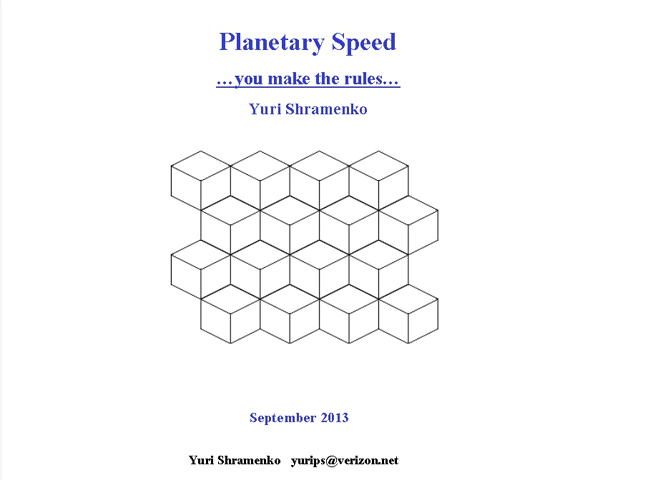 Planetary Speed
…you make the rules…
Yuri Shramenko
September 2013
Yuri Shramenko yurips@verizon.net